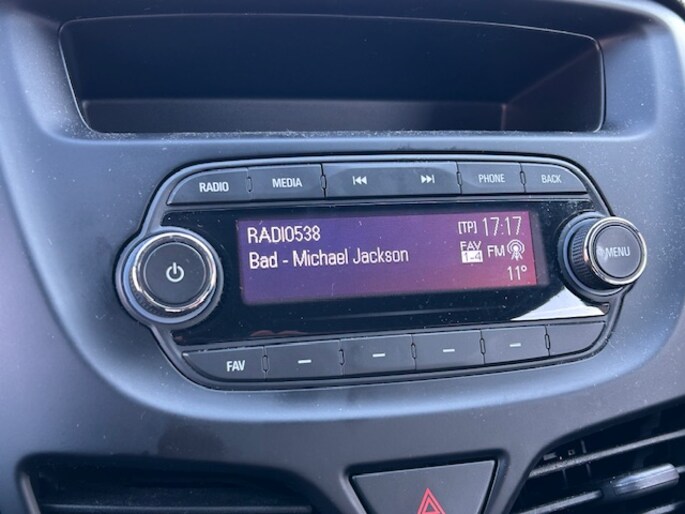 RADIO
MEDIA
PHONE
BACK
RADIO538
[TP] 17:17
Bad - Michael Jackson
FAV 1-4 FM
11°
MENU
FAV